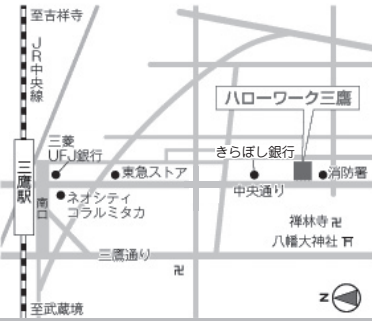 至吉祥寺
JR中央線
三鷹駅
南口
三菱
UFJ銀行
東急ストア
ネオシティ
コラルミタカ
ハローワーク三鷹
きらぼし銀行
消防署
中央通り
禅林寺卍
八幡大神社
三鷹通り
卍
至武蔵境
N